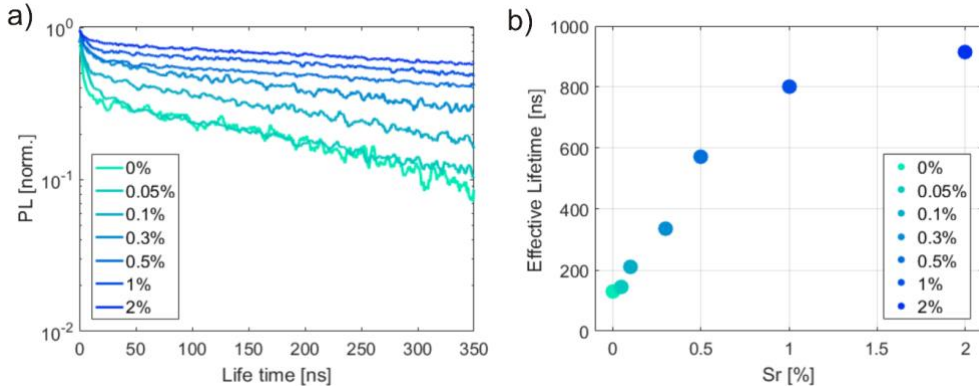 a)
10^0
10^-1
10^-2
PL [norm.]
0%
0.05%
0.1%
0.3%
0.5%
1%
2%
0 50 100 150 200 250 300 350
Life time [ns]
b)
1000
800
600
400
200
0
Effective Lifetime [ns]
0%
0.05%
0.1%
0.3%
0.5%
1%
2%
0 0.5 1 1.5 2
Sr [%]